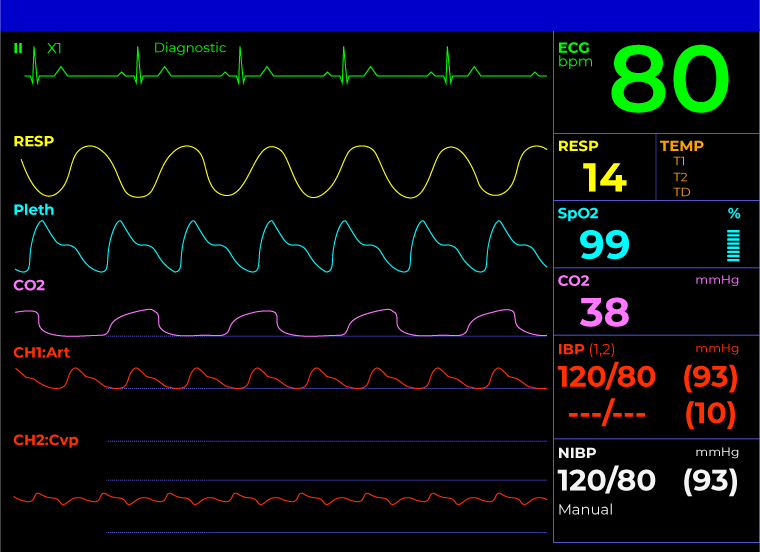 II X1 Diagnostic
RESP
Pleth
CO2
CH1:Art
CH2:Cvp
ECG
bpm
80
RESP
14
TEMP
T1
T2
TD
SpO2 %
99
CO2 mmHg
38
IBP (1,2) mmHg
120/80 (93)
---/--- (10)
NIBP mmHg
120/80 (93)
Manual